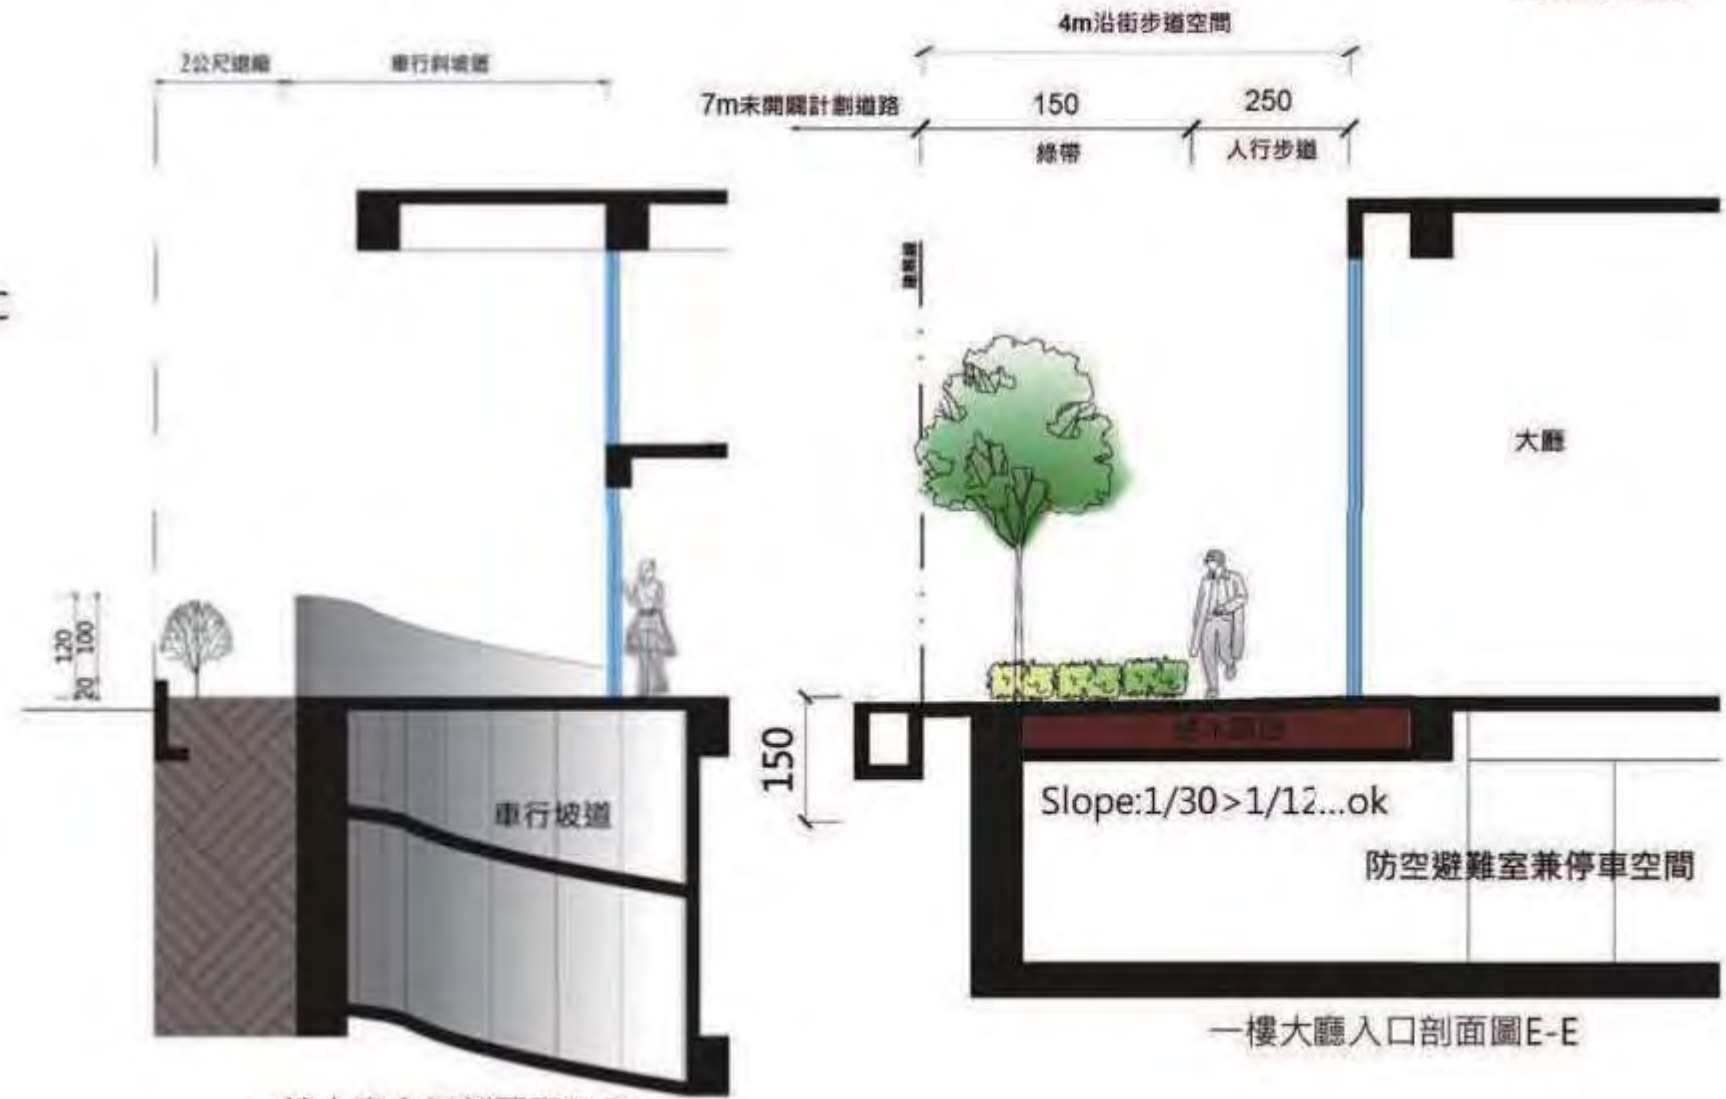 4m沿街步道空間
2公尺退縮
車行斜坡道
7m未開闢計劃道路
150
250
綠帶
人行步道
大廳
120
20 100
150
車行坡道
Slope:1/30>1/12...ok
防空避難室兼停車空間
一樓大廳入口剖面圖E-E